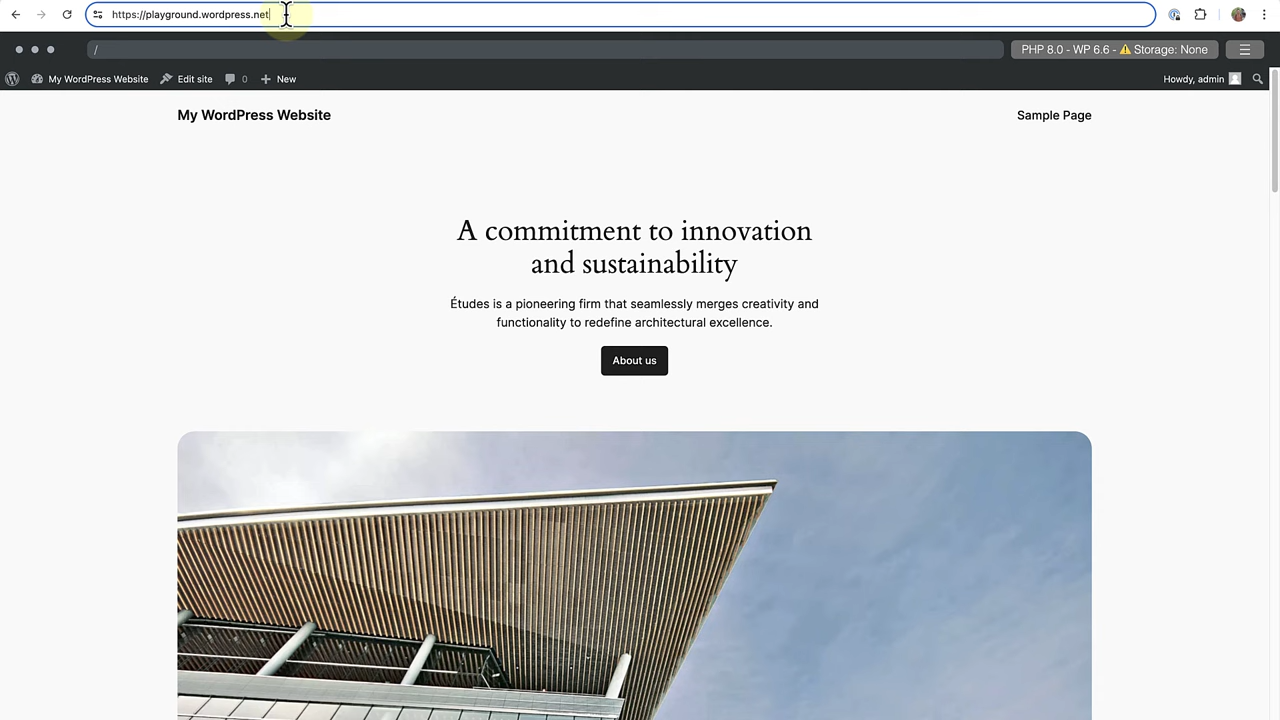 https://playground.wordpress.net
/
PHP 8.0 - WP 6.6 - ⚠️ Storage: None
My WordPress Website
Edit site
0
New
Howdy, admin
My WordPress Website
Sample Page
A commitment to innovation
and sustainability
Études is a pioneering firm that seamlessly merges creativity and
functionality to redefine architectural excellence.
About us